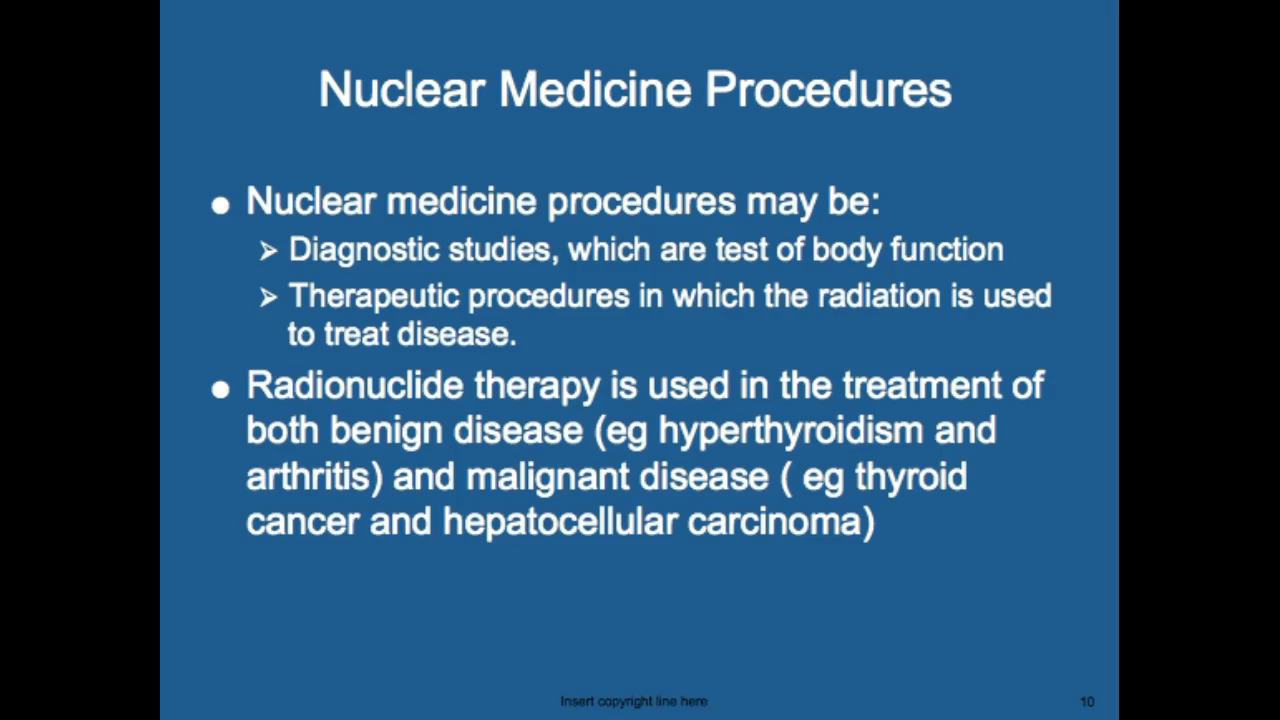 Nuclear Medicine Procedures
● Nuclear medicine procedures may be:
➢ Diagnostic studies, which are test of body function
➢ Therapeutic procedures in which the radiation is used
to treat disease.
● Radionuclide therapy is used in the treatment of
both benign disease (eg hyperthyroidism and
arthritis) and malignant disease ( eg thyroid
cancer and hepatocellular carcinoma)
Insert copyright line here
10